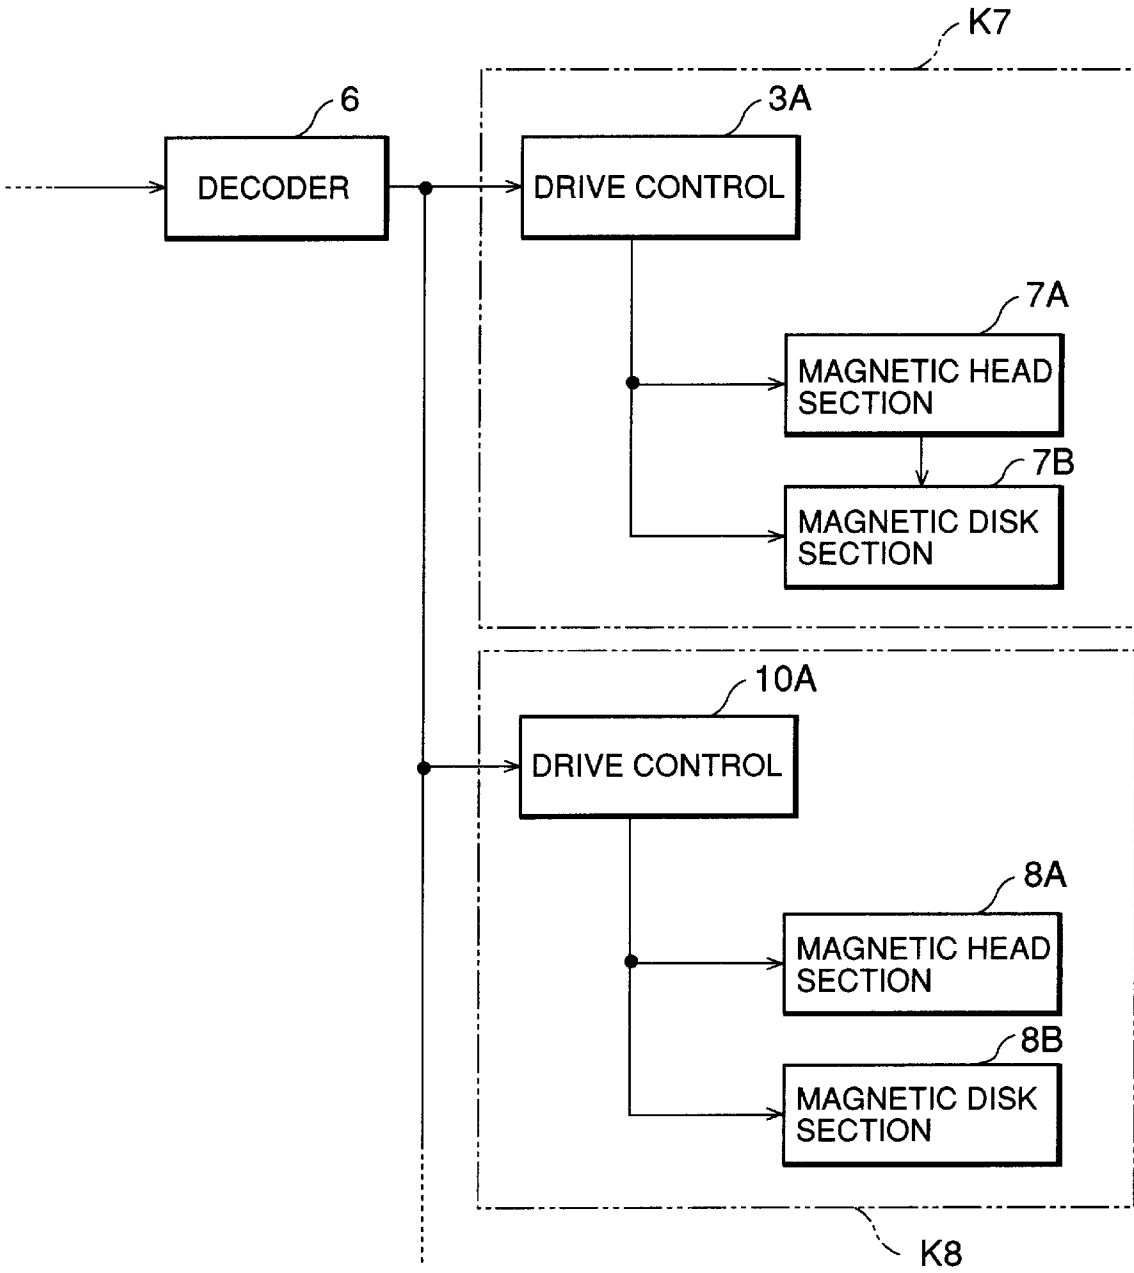 K7
6
3A
DECODER
DRIVE CONTROL
7A
MAGNETIC HEAD
SECTION
7B
MAGNETIC DISK
SECTION
10A
DRIVE CONTROL
8A
MAGNETIC HEAD
SECTION
8B
MAGNETIC DISK
SECTION
K8